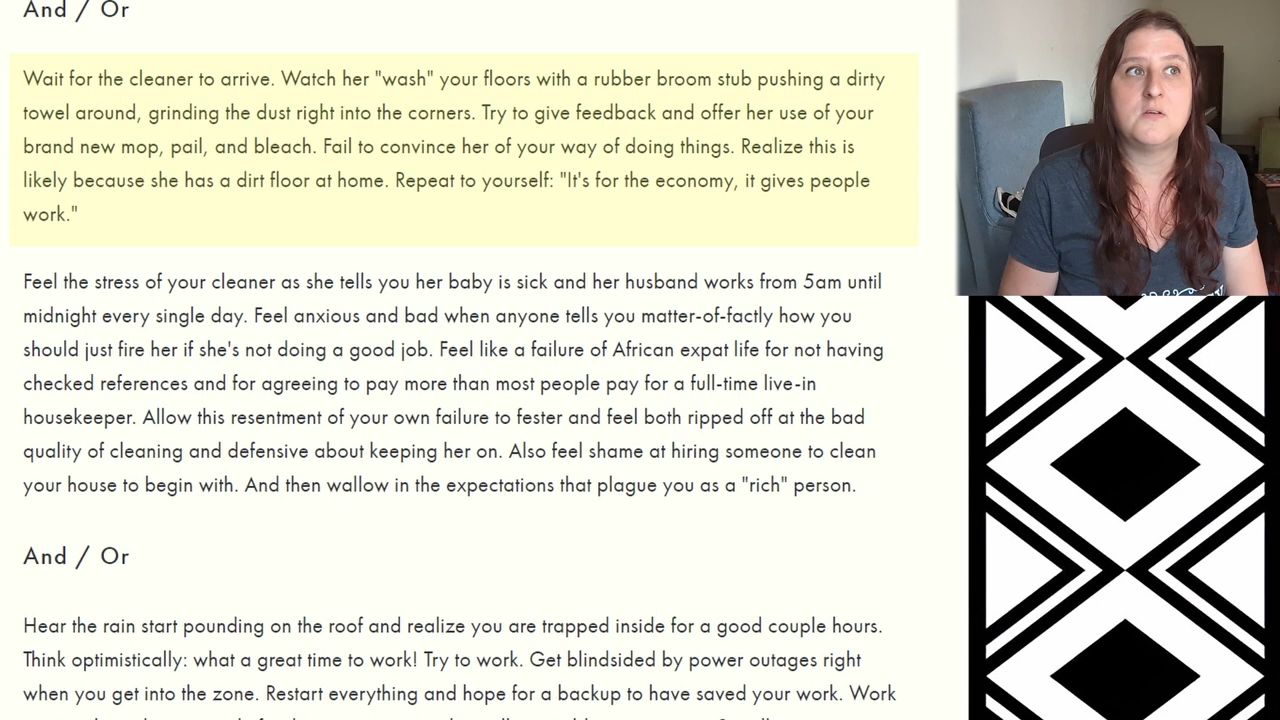 And / Or
Wait for the cleaner to arrive. Watch her "wash" your floors with a rubber broom stub pushing a dirty
towel around, grinding the dust right into the corners. Try to give feedback and offer her use of your
brand new mop, pail, and bleach. Fail to convince her of your way of doing things. Realize this is
likely because she has a dirt floor at home. Repeat to yourself: "It's for the economy, it gives people
work."
Feel the stress of your cleaner as she tells you her baby is sick and her husband works from 5am until
midnight every single day. Feel anxious and bad when anyone tells you matter-of-factly how you
should just fire her if she's not doing a good job. Feel like a failure of African expat life for not having
checked references and for agreeing to pay more than most people pay for a full-time live-in
housekeeper. Allow this resentment of your own failure to fester and feel both ripped off at the bad
quality of cleaning and defensive about keeping her on. Also feel shame at hiring someone to clean
your house to begin with. And then wallow in the expectations that plague you as a "rich" person.
And / Or
Hear the rain start pounding on the roof and realize you are trapped inside for a good couple hours.
Think optimistically: what a great time to work! Try to work. Get blindsided by power outages right
when you get into the zone. Restart everything and hope for a backup to have saved your work. Work